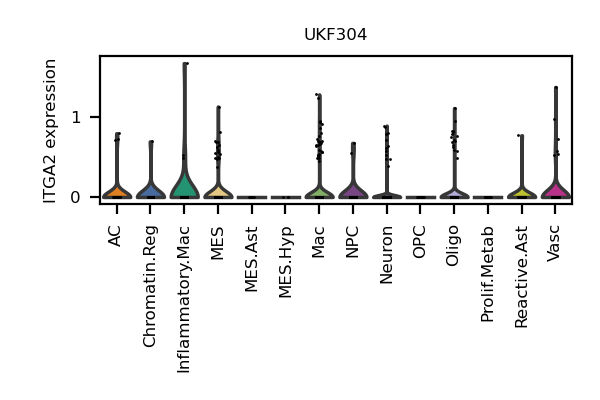 UKF304
ITGA2 expression
1
0
AC
Chromatin.Reg
Inflammatory.Mac
MES
MES.Ast
MES.Hyp
Mac
NPC
Neuron
OPC
Oligo
Prolif.Metab
Reactive.Ast
Vasc